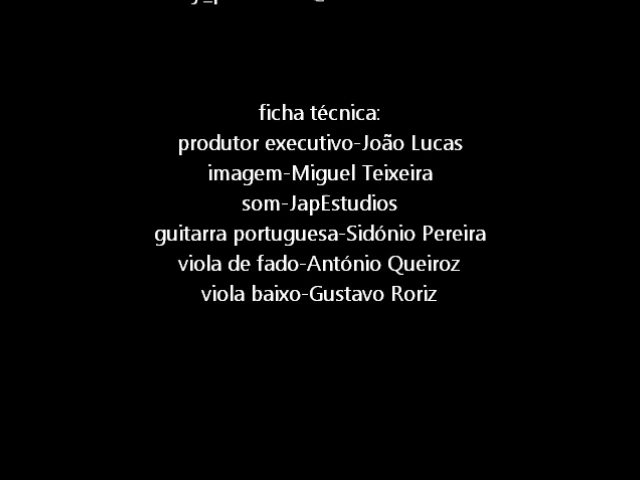 ficha técnica:
produtor executivo-João Lucas
imagem-Miguel Teixeira
som-JapEstudios
guitarra portuguesa-Sidónio Pereira
viola de fado-António Queiroz
viola baixo-Gustavo Roriz